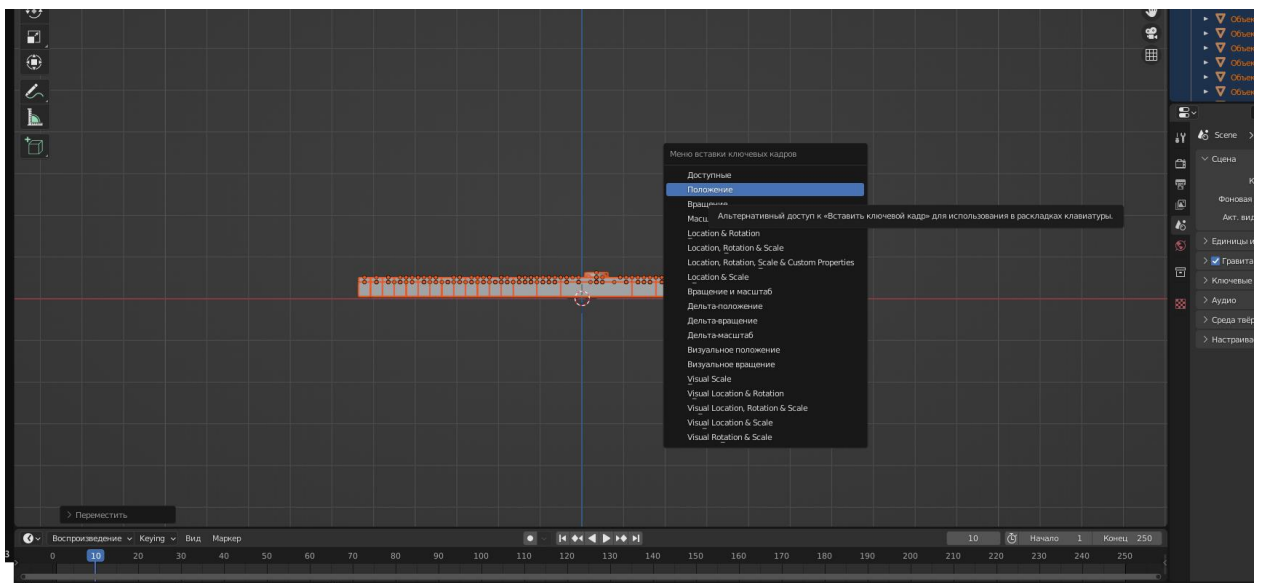 Scene
Сцена
Фоновая
Акт. вид
Единицы и
Гравита
Ключевые
Аудио
Среда твёр
Настраива
Меню вставки ключевых кадров
Доступные
Положение
Вращение
Альтернативный доступ к «Вставить ключевой кадр» для использования в раскладках клавиатуры.
Location & Rotation
Location, Rotation & Scale
Location, Rotation, Scale & Custom Properties
Location & Scale
Вращение и масштаб
Дельта-положение
Дельта-вращение
Дельта-масштаб
Визуальное положение
Визуальное вращение
Visual Scale
Visual Location & Rotation
Visual Location, Rotation & Scale
Visual Location & Scale
Visual Rotation & Scale
Переместить
Воспроизведение Keying Вид Маркер 10 Начало 1 Конец 250
0 10 20 30 40 50 60 70 80 90 100 110 120 130 140 150 160 170 180 190 200 210 220 230 240 250